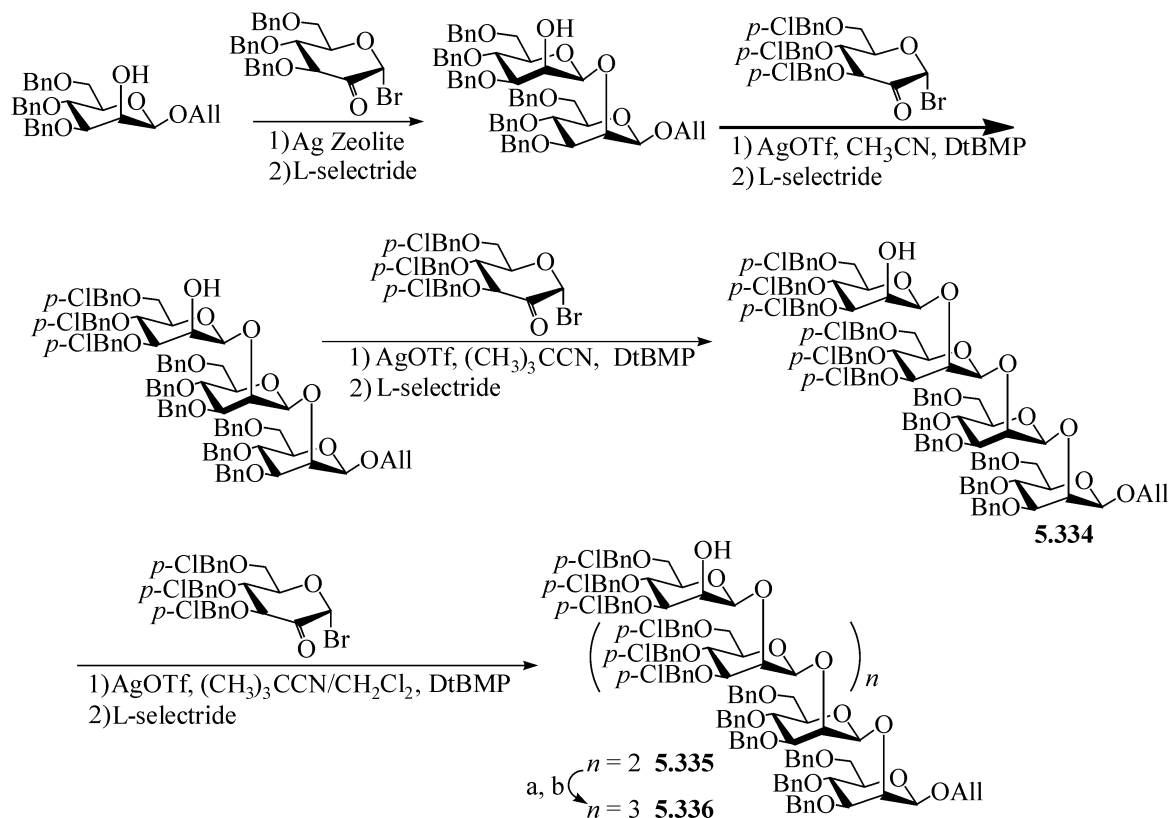 BnO
BnO
BnO
O
Br
O
BnO OH
BnO
BnO
O
OAll
1) Ag Zeolite
2) L-selectride
BnO OH
BnO
BnO
O
O
BnO
BnO
BnO
O
OAll
p-ClBnO
p-ClBnO
p-ClBnO
O
Br
O
1) AgOTf, CH₃CN, DtBMP
2) L-selectride
p-ClBnO OH
p-ClBnO
p-ClBnO
O
O
BnO
BnO
BnO
O
O
BnO
BnO
BnO
O
OAll
p-ClBnO
p-ClBnO
p-ClBnO
O
Br
O
1) AgOTf, (CH₃)₃CCN, DtBMP
2) L-selectride
p-ClBnO OH
p-ClBnO
p-ClBnO
O
O
p-ClBnO
p-ClBnO
p-ClBnO
O
O
BnO
BnO
BnO
O
O
BnO
BnO
BnO
O
OAll
5.334
p-ClBnO
p-ClBnO
p-ClBnO
O
Br
O
1) AgOTf, (CH₃)₃CCN/CH₂Cl₂, DtBMP
2) L-selectride
p-ClBnO OH
p-ClBnO
p-ClBnO
O
O
p-ClBnO
p-ClBnO
p-ClBnO
O
O
n
BnO
BnO
BnO
O
O
BnO
BnO
BnO
O
OAll
n = 2 5.335
a, b
n = 3 5.336